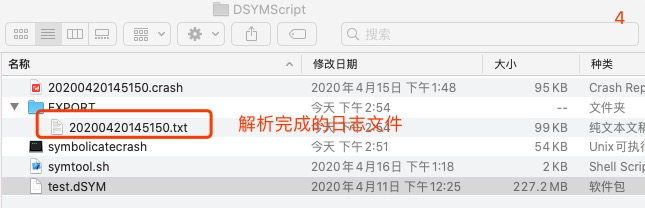 DSYMScript
4
搜索
名称 修改日期 大小 种类
20200420145150.crash 2020年4月15日 下午1:48 95 KB Crash Rep
EXPORT 今天 下午2:54 -- 文件夹
20200420145150.txt 今天 下午2:54 99 KB 纯文本文稿
解析完成的日志文件
symbolicatecrash 今天 下午2:51 54 KB Unix可执
symtool.sh 2020年4月16日 下午1:18 2 KB Shell Scrip
test.dSYM 2020年4月11日 下午12:25 227.2 MB 软件包